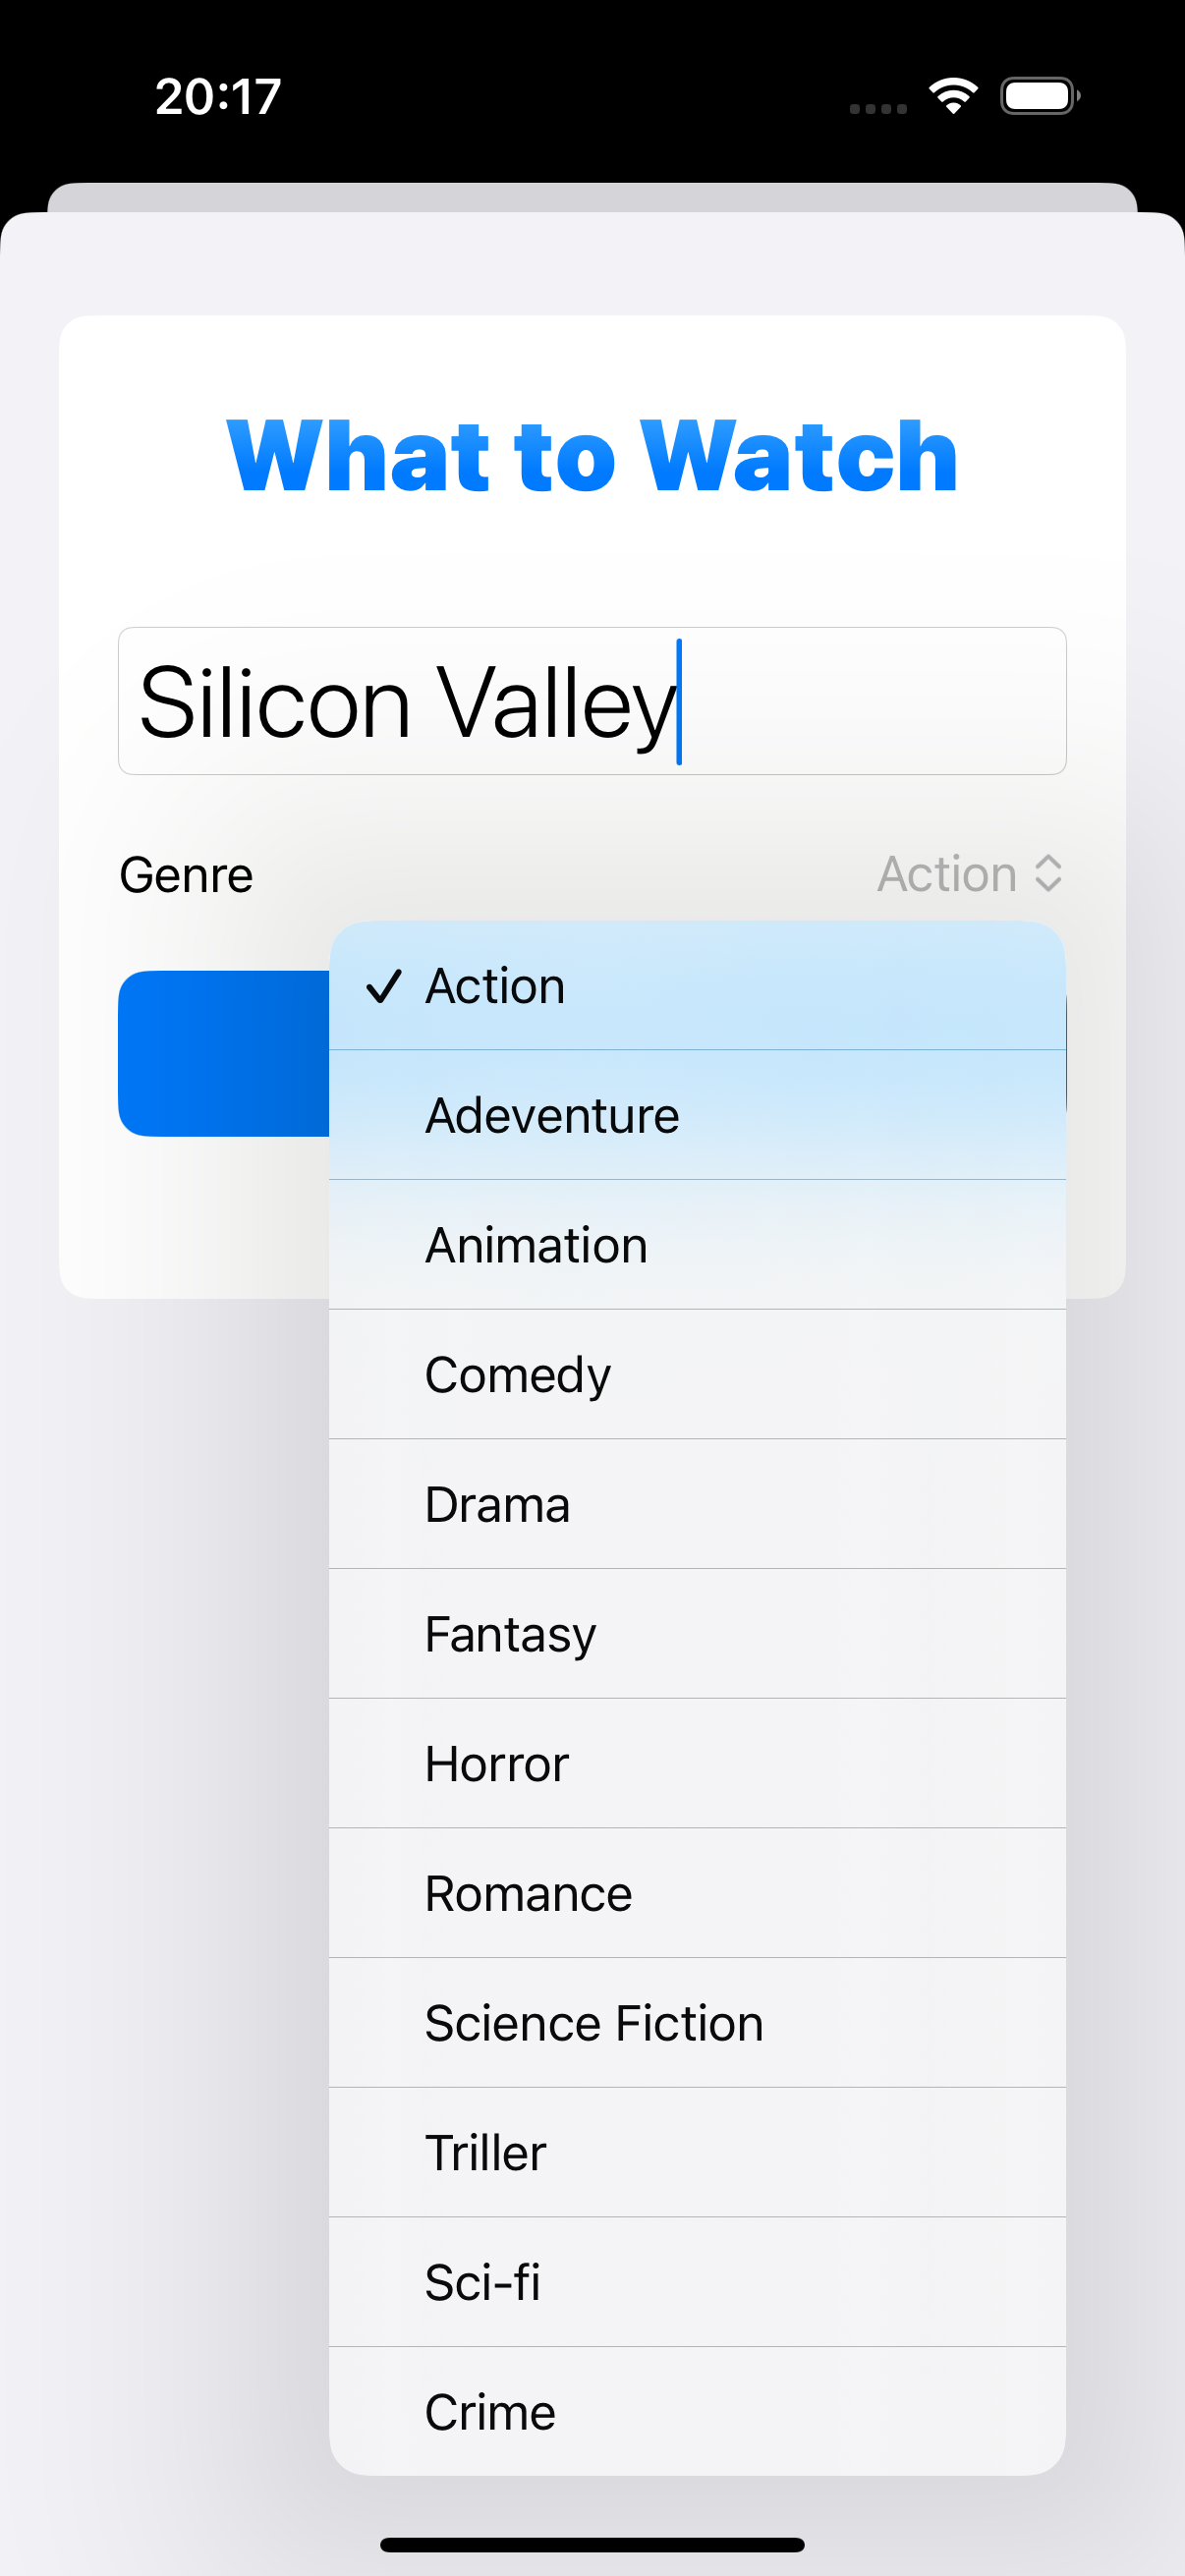 20:17
What to Watch
Silicon Valley
Genre
Action
Action
Adeventure
Animation
Comedy
Drama
Fantasy
Horror
Romance
Science Fiction
Triller
Sci-fi
Crime